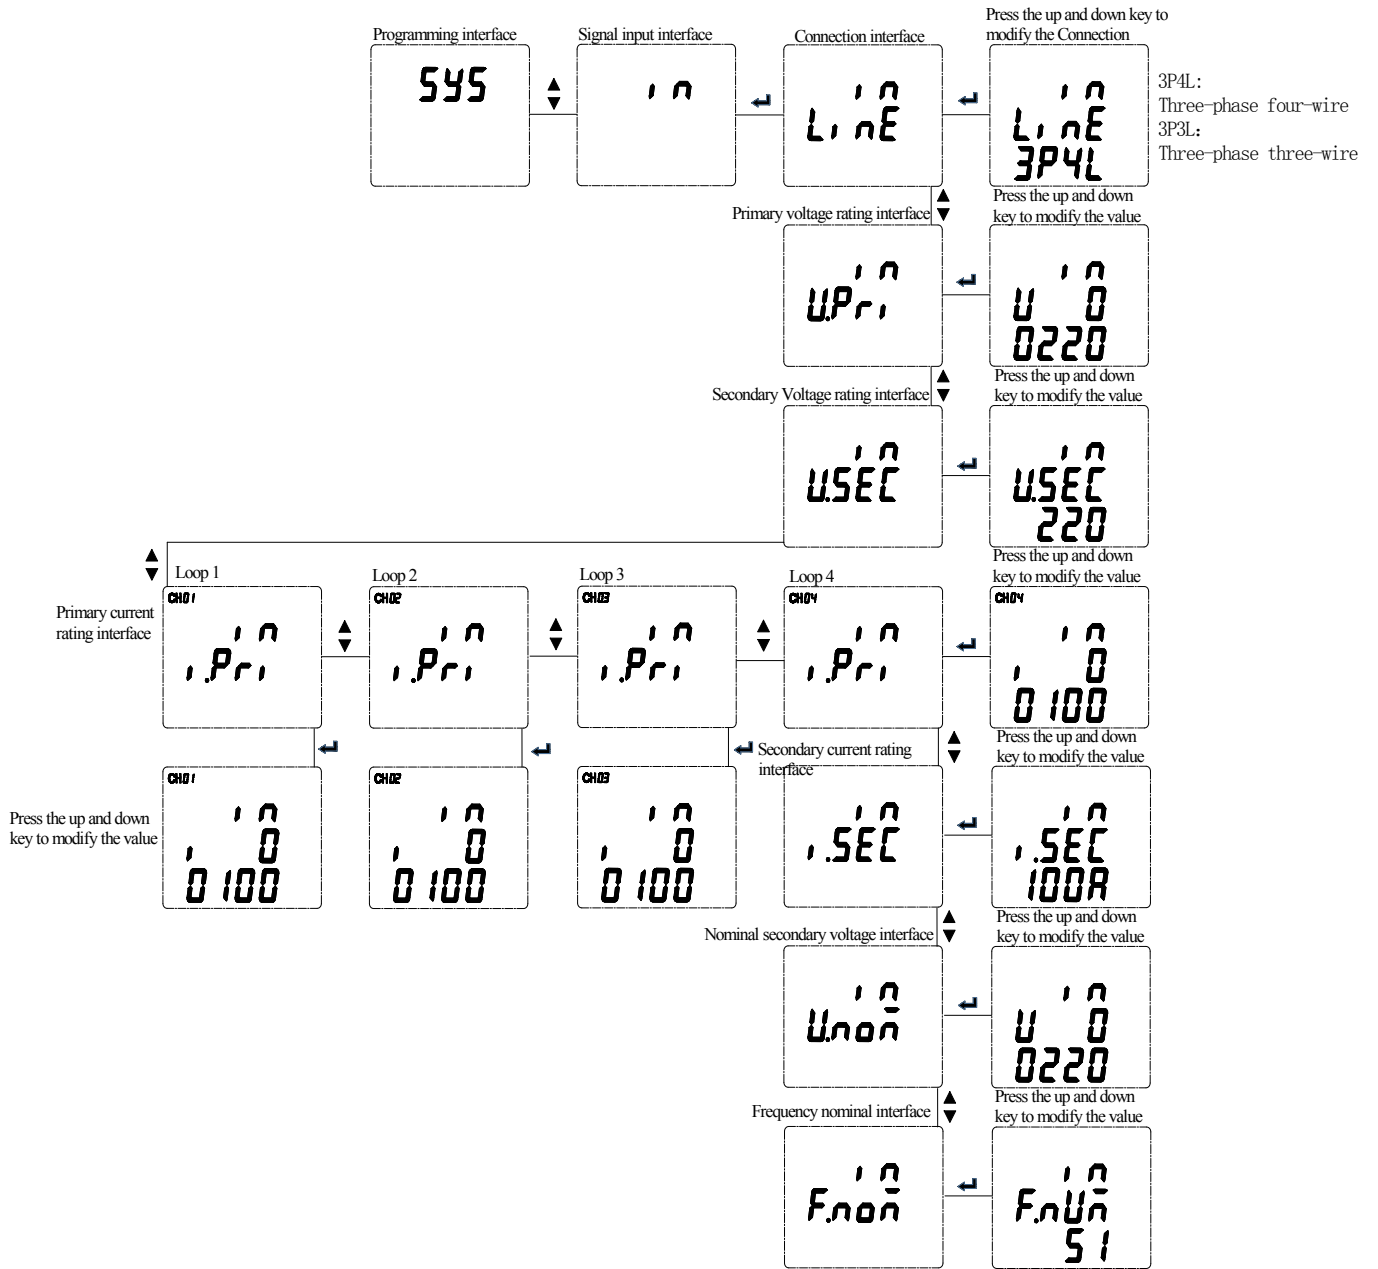 Programming interface
SYS
Signal input interface
in
Connection interface
in
LinE
Press the up and down key to
modify the Connection
in
LinE
3P4L
3P4L:
Three-phase four-wire
3P3L:
Three-phase three-wire
Primary voltage rating interface
in
U.Pri
Press the up and down
key to modify the value
in
U 0
0220
Secondary Voltage rating interface
in
U.SEC
Press the up and down
key to modify the value
in
U.SEC
220
Primary current
rating interface
Loop 1
CH01
in
i.Pri
Loop 2
CH02
in
i.Pri
Loop 3
CH03
in
i.Pri
Loop 4
CH04
in
i.Pri
Press the up and down
key to modify the value
CH04
in
i 0
0100
Press the up and down
key to modify the value
CH01
in
i 0
0100
CH02
in
i 0
0100
CH03
in
i 0
0100
Secondary current rating
interface
in
i.SEC
Press the up and down
key to modify the value
in
i.SEC
100A
Nominal secondary voltage interface
in
U.non
Press the up and down
key to modify the value
in
U 0
0220
Frequency nominal interface
in
F.non
Press the up and down
key to modify the value
in
F.nUn
51